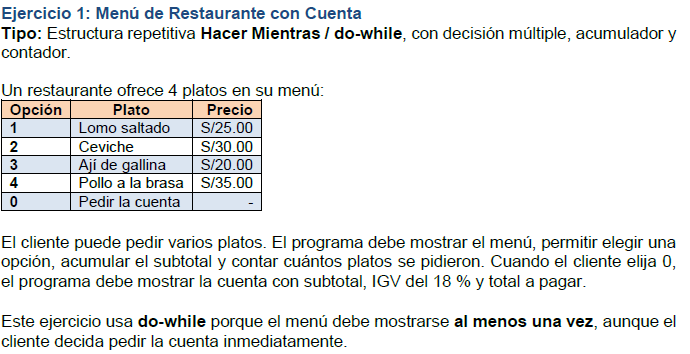 Ejercicio 1: Menú de Restaurante con Cuenta
Tipo: Estructura repetitiva Hacer Mientras / do-while, con decisión múltiple, acumulador y
contador.
Un restaurante ofrece 4 platos en su menú:
Opción Plato Precio
1 Lomo saltado S/25.00
2 Ceviche S/30.00
3 Ají de gallina S/20.00
4 Pollo a la brasa S/35.00
0 Pedir la cuenta -
El cliente puede pedir varios platos. El programa debe mostrar el menú, permitir elegir una
opción, acumular el subtotal y contar cuántos platos se pidieron. Cuando el cliente elija 0,
el programa debe mostrar la cuenta con subtotal, IGV del 18 % y total a pagar.
Este ejercicio usa do-while porque el menú debe mostrarse al menos una vez, aunque el
cliente decida pedir la cuenta inmediatamente.